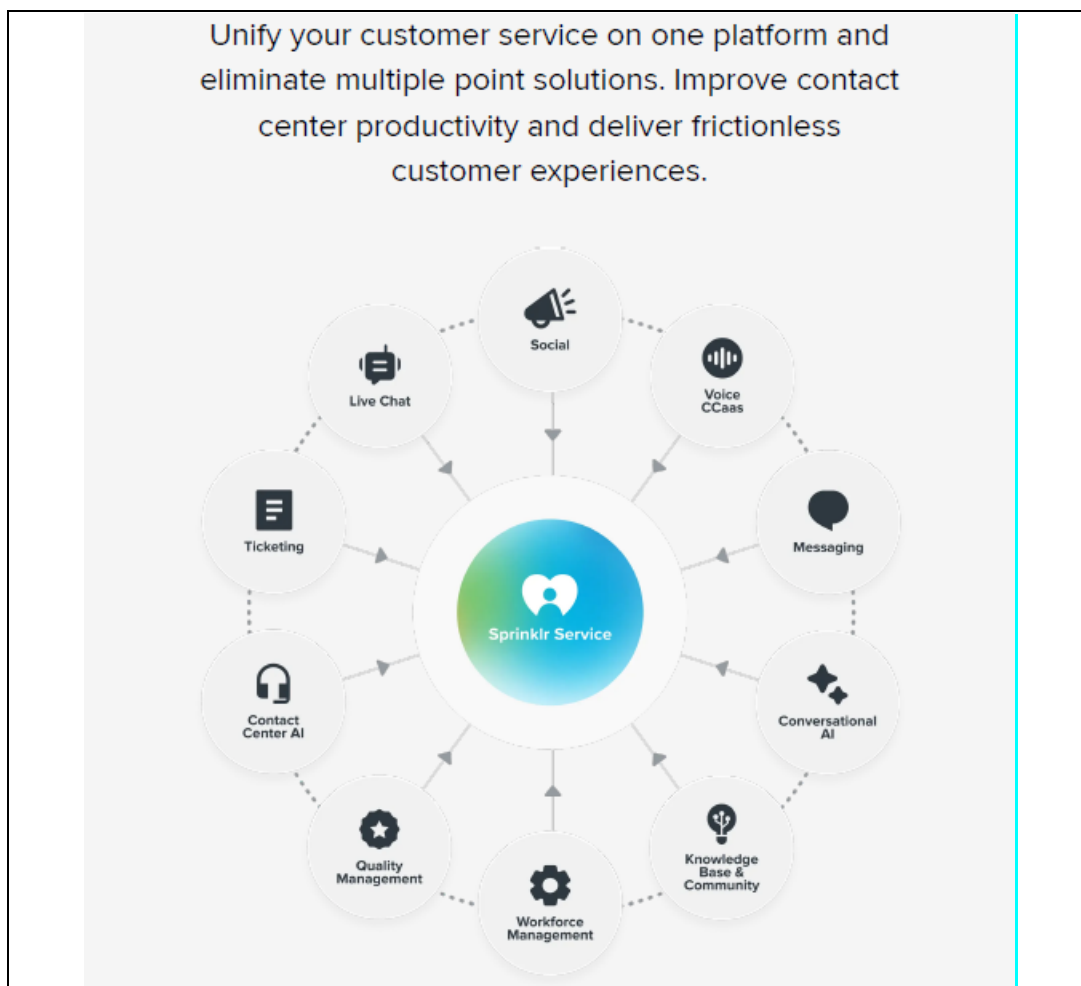 Unify your customer service on one platform and
eliminate multiple point solutions. Improve contact
center productivity and deliver frictionless
customer experiences.
Social
Live Chat
Voice
CCaas
Ticketing
Messaging
Sprinklr Service
Contact
Center AI
Conversational
AI
Quality
Management
Knowledge
Base &
Community
Workforce
Management